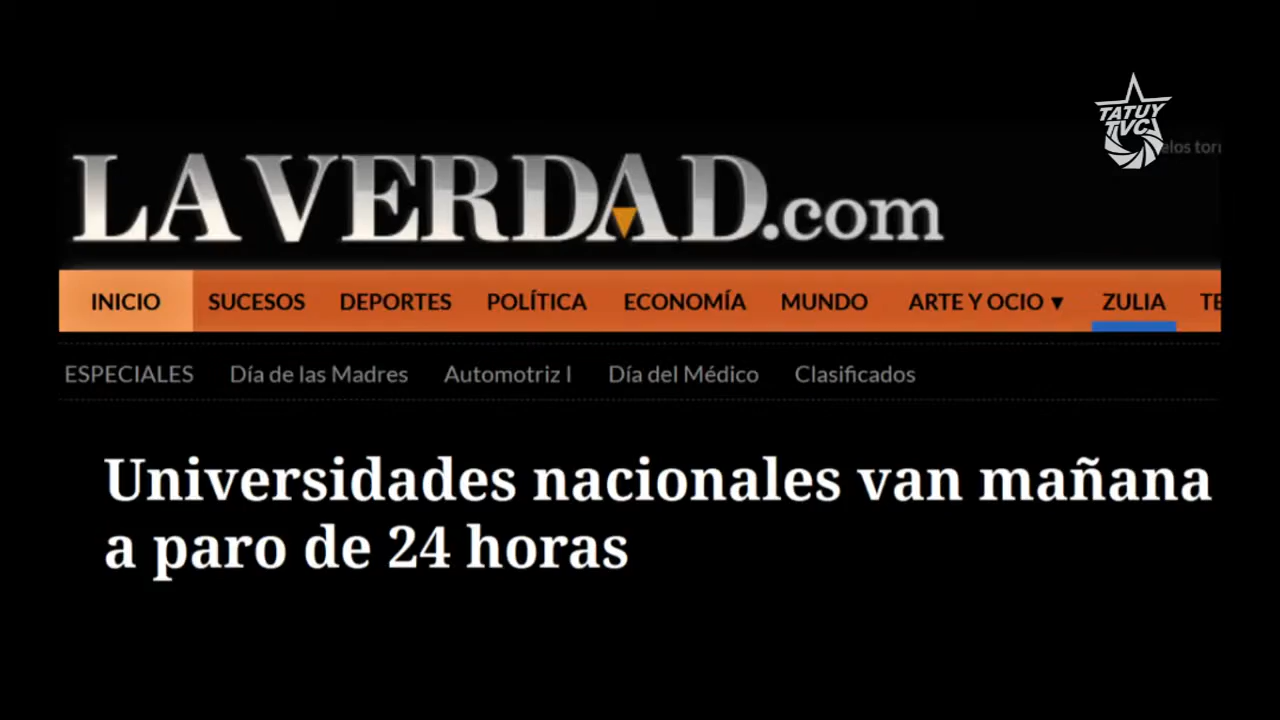 TATUY
TVC
LA VERDAD.com
INICIO SUCESOS DEPORTES POLÍTICA ECONOMÍA MUNDO ARTE Y OCIO ▼ ZULIA
ESPECIALES Día de las Madres Automotriz I Día del Médico Clasificados
Universidades nacionales van mañana
a paro de 24 horas